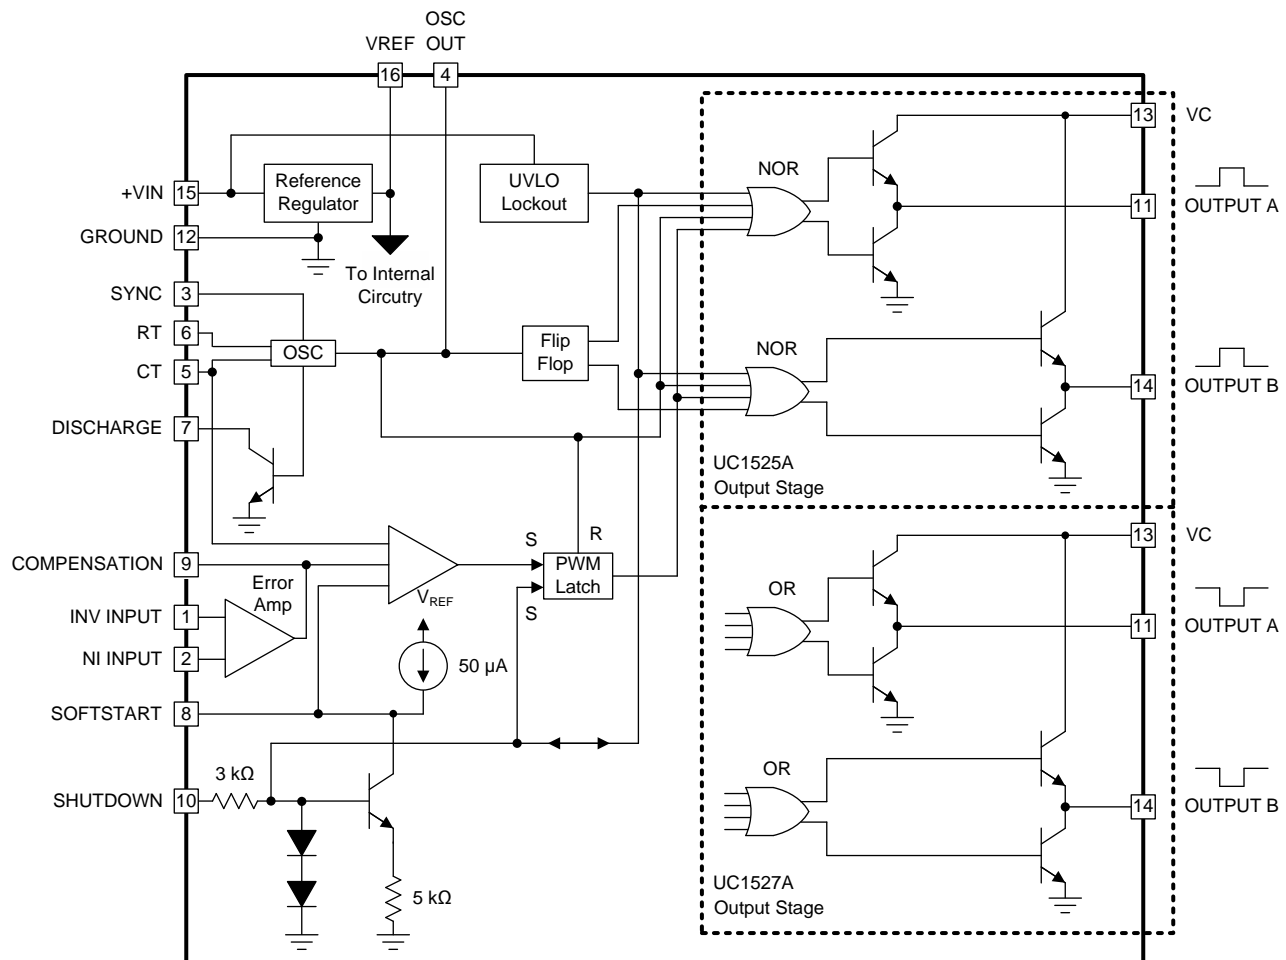 OSC
VREF OUT
16
4
13
VC
NOR
UVLO
Lockout
Reference
Regulator
+VIN
15
11
OUTPUT A
GROUND
12
To Internal
Circutry
SYNC
3
RT
6
OSC
Flip
Flop
NOR
CT
5
14
OUTPUT B
DISCHARGE
7
UC1525A
Output Stage
S
R
13
VC
COMPENSATION
9
PWM
Latch
Error
Amp
VREF
S
OR
INV INPUT
1
11
OUTPUT A
NI INPUT
2
50 µA
SOFTSTART
8
3 kΩ
OR
SHUTDOWN
10
14
OUTPUT B
5 kΩ
UC1527A
Output Stage